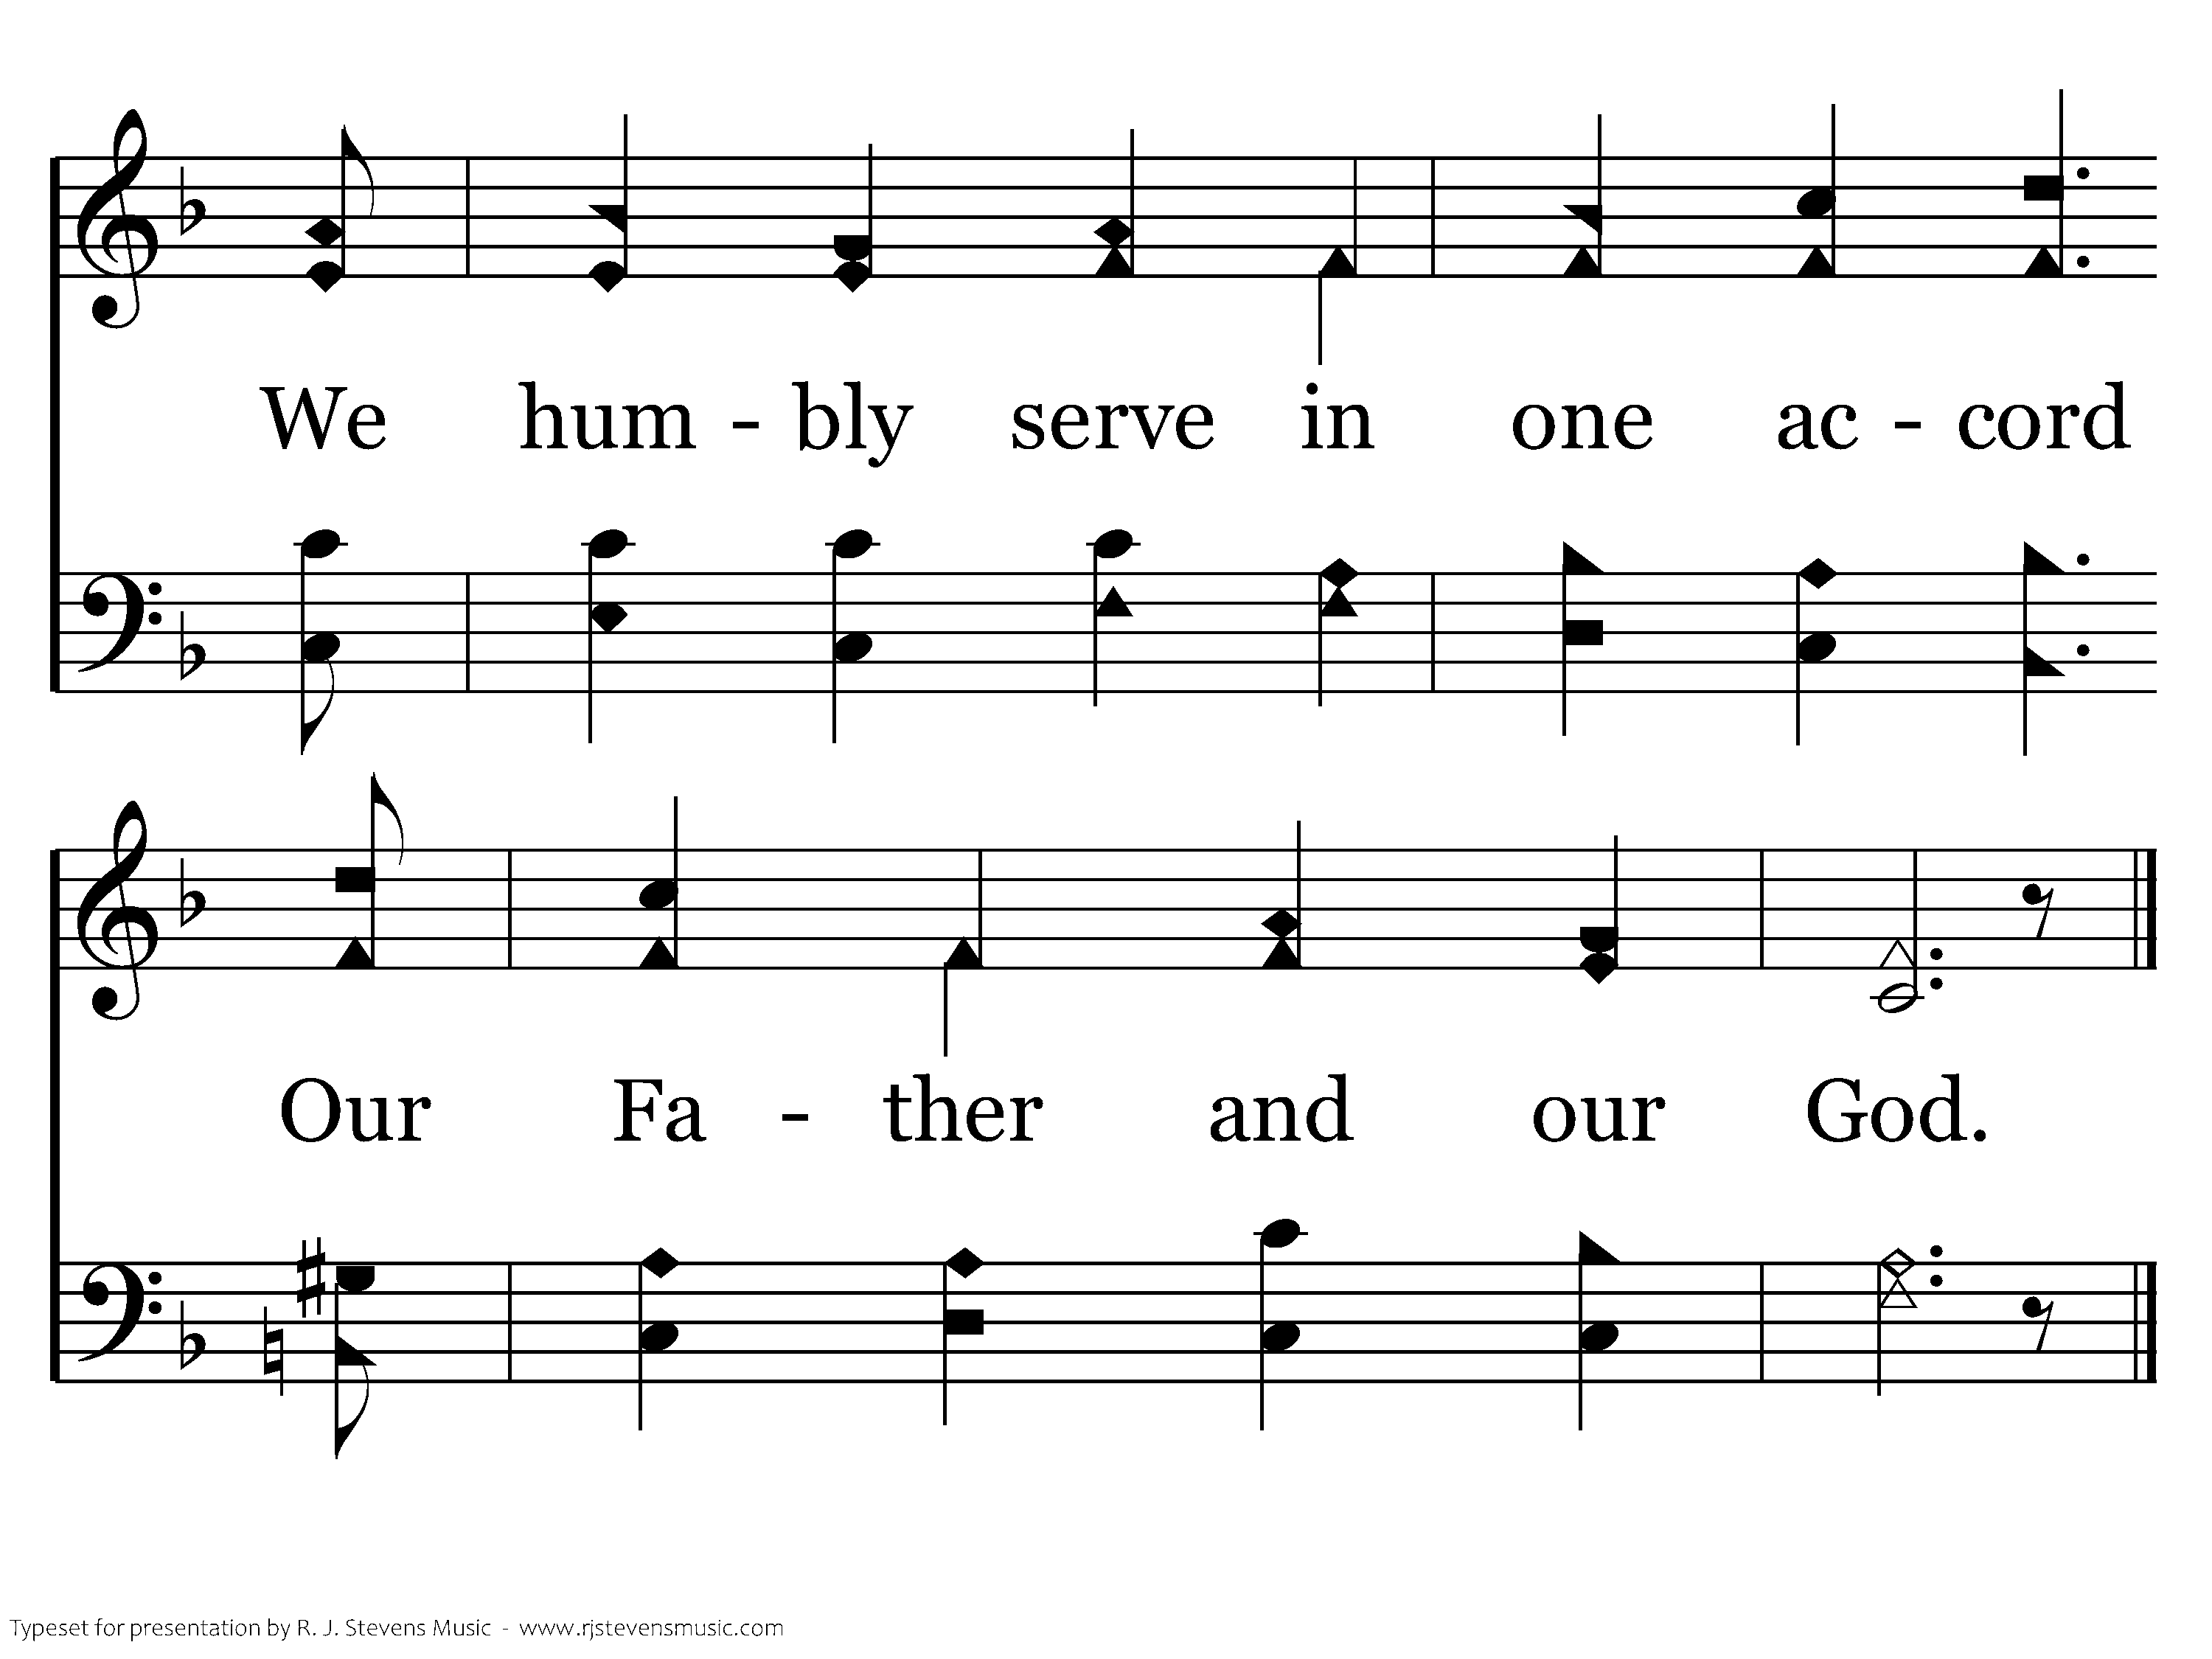 We hum - bly serve in one ac - cord
Our Fa - ther and our God.
Typeset for presentation by R. J. Stevens Music - www.rjstevensmusic.com